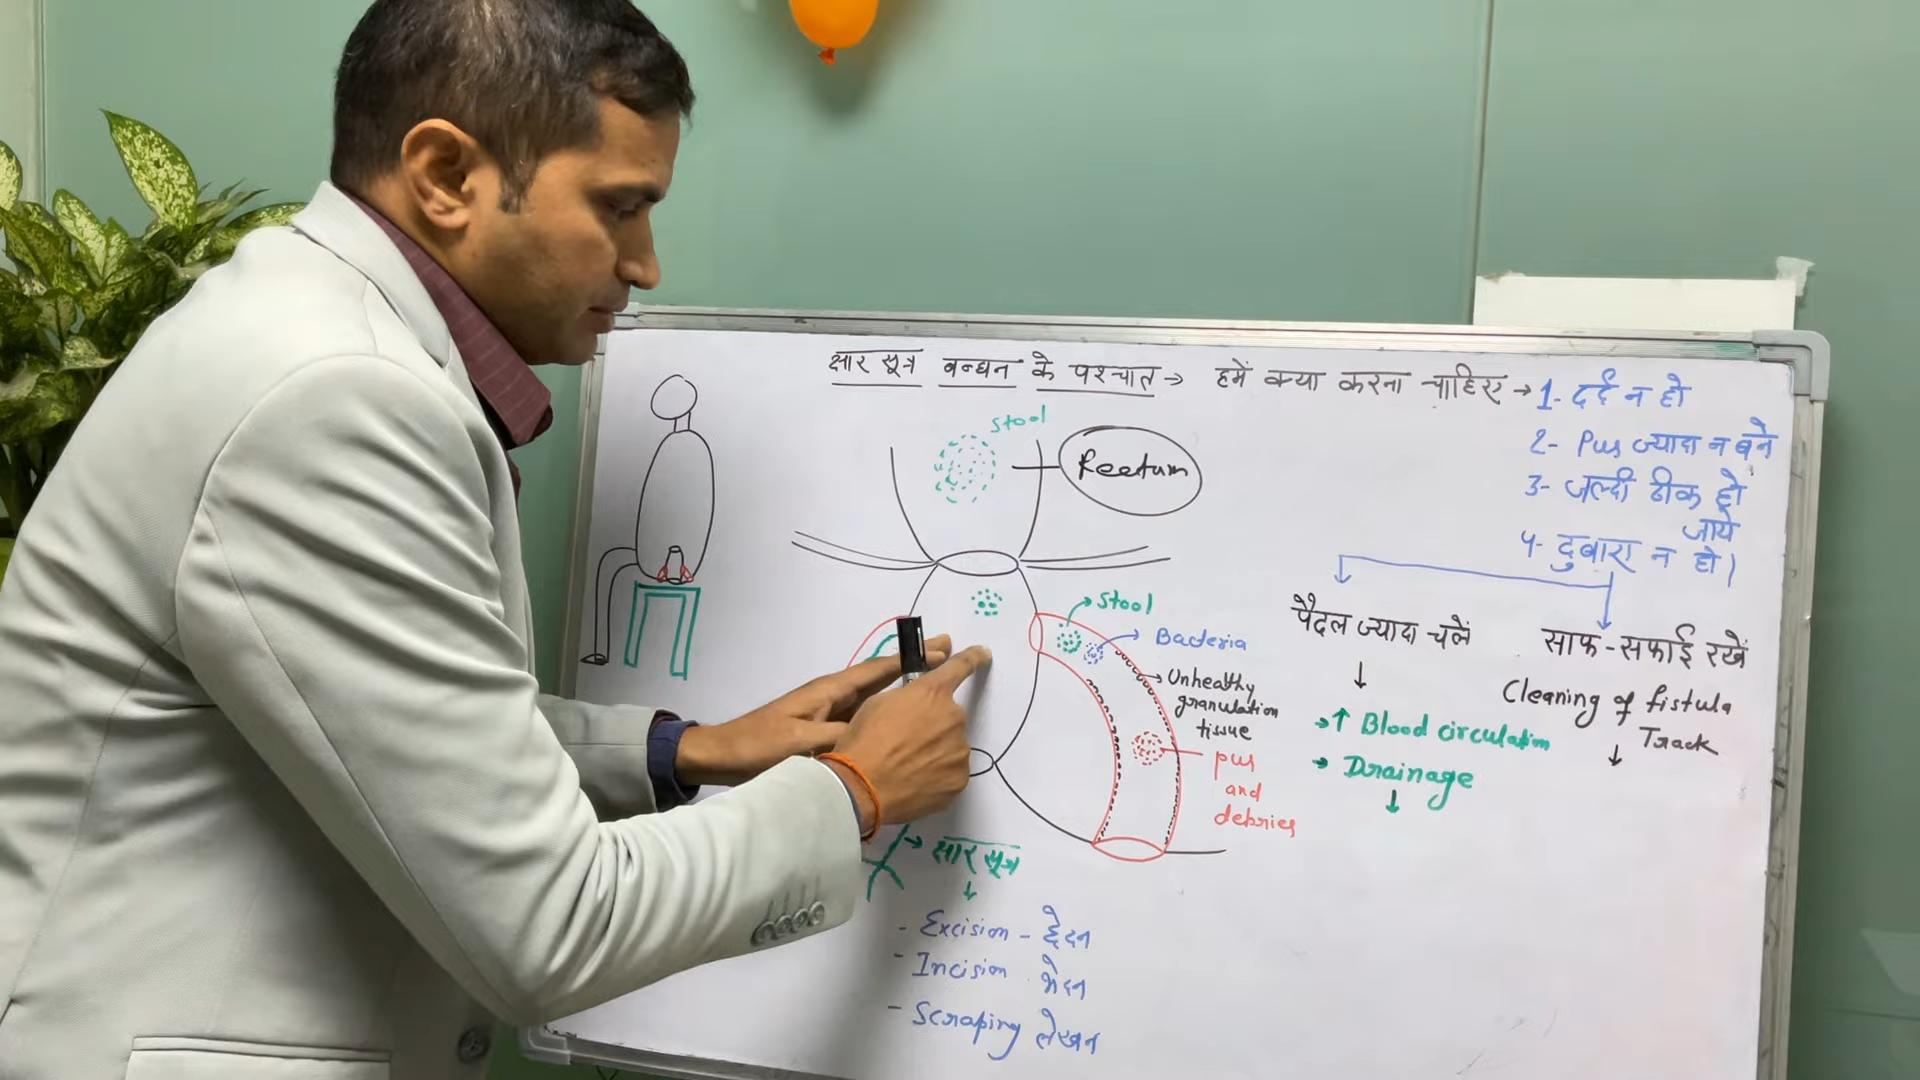 क्षार सूत्र बन्धन के पश्चात → हमें क्या करना चाहिए →
1- दर्द न हो
2- Pus ज्यादा न बने
3- जल्दी ठीक हो
जाये
4- दुबारा न हो।
Stool
Rectum
→ Stool
→ Bacteria
→ Unhealthy
granulation
tissue
pus
and
debries
पैदल ज्यादा चलें
↓
→ ↑ Blood circulation
→ Drainage
↓
साफ-सफाई रखें
Cleaning of fistula
Track
↓
→ क्षार सूत्र
↓
- Excision - छेदन
- Incision भेदन
- Scraping लेखन